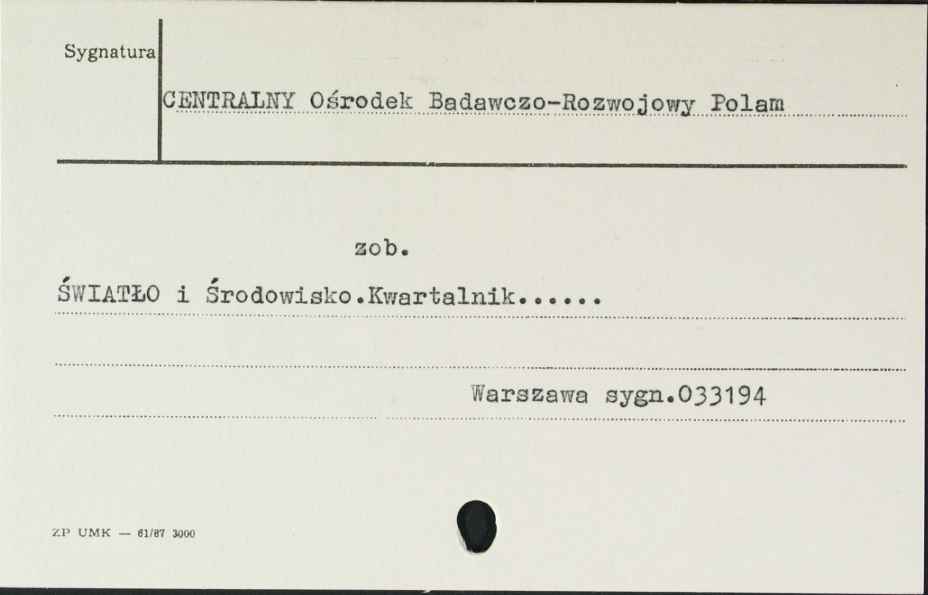 Sygnatura
CENTRALNY Ośrodek Badawczo-Rozwojowy Polam
zob.
ŚWIATŁO i Środowisko.Kwartalnik......
Warszawa sygn.033194
ZP UMK — 61/87 3000